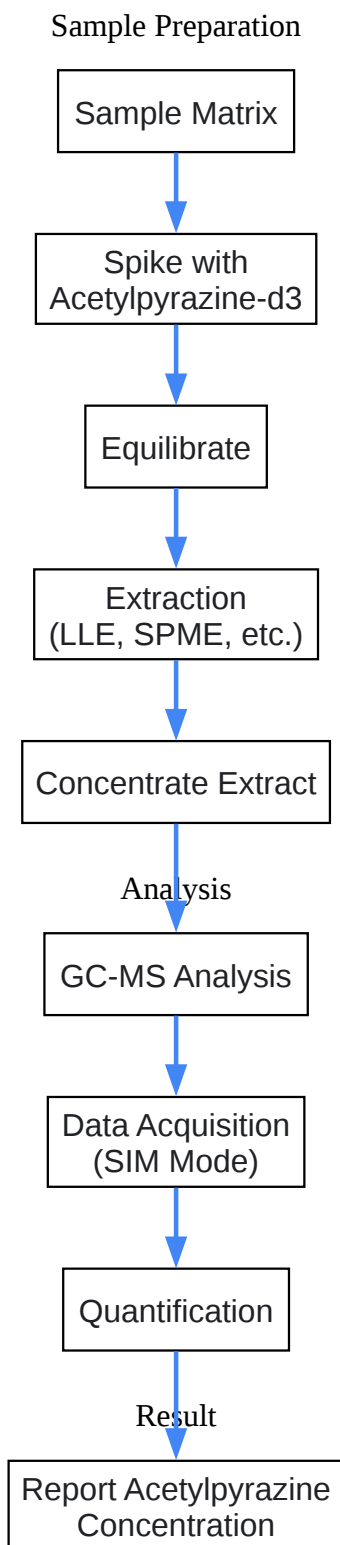 Sample Preparation
Sample Matrix
Spike with
Acetylpyrazine-d3
Equilibrate
Extraction
(LLE, SPME, etc.)
Concentrate Extract
Analysis
GC-MS Analysis
Data Acquisition
(SIM Mode)
Quantification
Result
Report Acetylpyrazine
Concentration